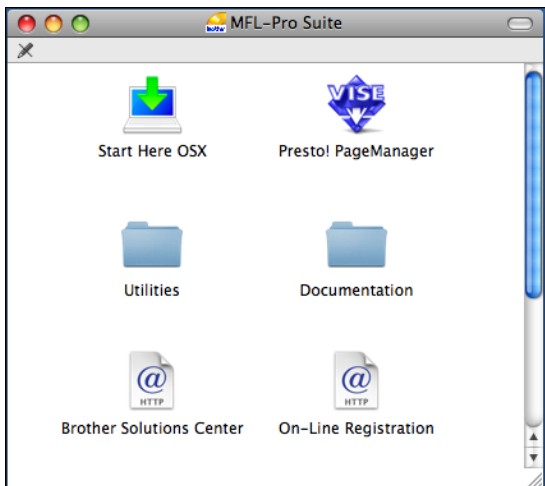 MFL-Pro Suite
Start Here OSX
VISE
Presto! PageManager
Utilities
Documentation
@
HTTP
Brother Solutions Center
@
HTTP
On-Line Registration